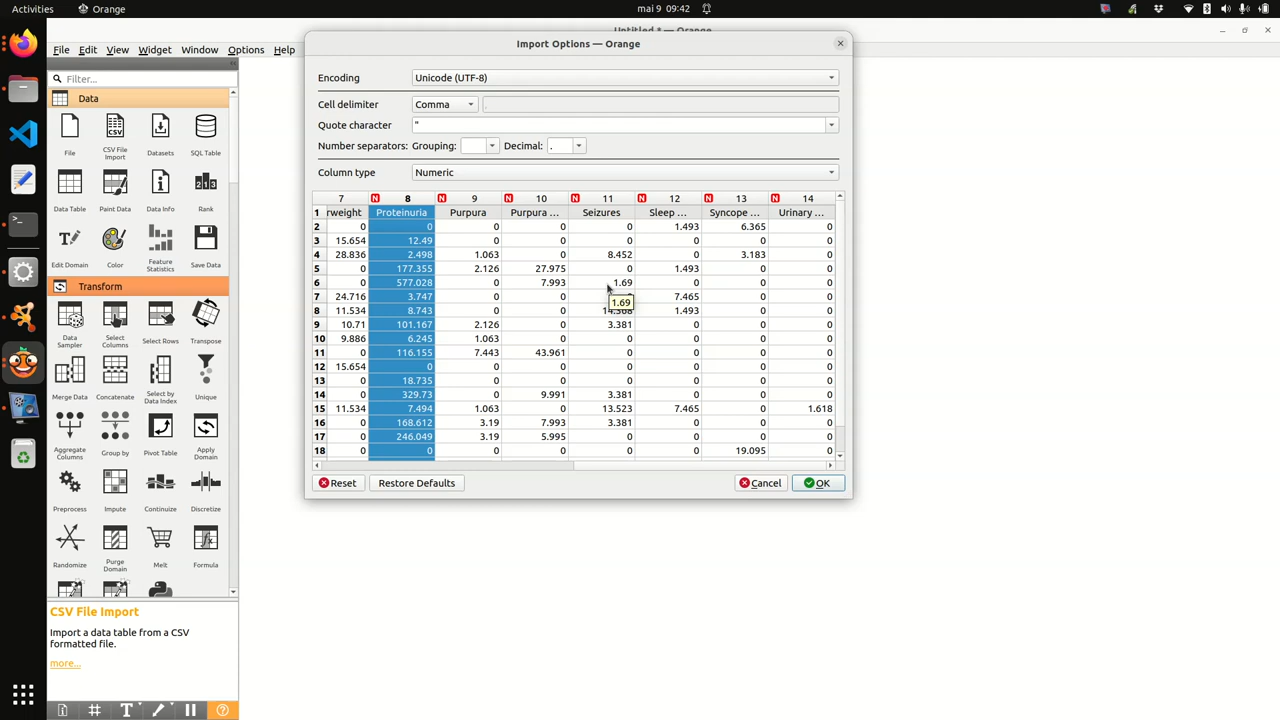 Activities Orange mai 9 09:42
Untitled * — Orange
File Edit View Widget Window Options Help
Import Options — Orange
Filter...
Data
File CSV File Import Datasets SQL Table
Data Table Paint Data Data Info Rank
Edit Domain Color Feature Statistics Save Data
Transform
Data Sampler Select Columns Select Rows Transpose
Merge Data Concatenate Select by Data Index Unique
Aggregate Columns Group by Pivot Table Apply Domain
Preprocess Impute Continuize Discretize
Randomize Purge Domain Melt Formula
CSV File Import
Import a data table from a CSV
formatted file.
more...
Encoding Unicode (UTF-8)
Cell delimiter Comma
Quote character "
Number separators: Grouping: Decimal: .
Column type Numeric
7 N 8 N 9 N 10 N 11 N 12 N 13 N 14
1 rweight Proteinuria Purpura Purpura ... Seizures Sleep ... Syncope ... Urinary ...
2 0 0 0 0 0 1.493 6.365 0
3 15.654 12.49 0 0 0 0 0 0
4 28.836 2.498 1.063 0 8.452 0 3.183 0
5 0 177.355 2.126 27.975 0 1.493 0 0
6 0 577.028 0 7.993 1.69 0 0 0
7 24.716 3.747 0 0 7.465 0 0
1.69
8 11.534 8.743 0 0 1.493 0 0
9 10.71 101.167 2.126 0 3.381 0 0 0
10 9.886 6.245 1.063 0 0 0 0 0
11 0 116.155 7.443 43.961 0 0 0 0
12 15.654 0 0 0 0 0 0 0
13 0 18.735 0 0 0 0 0 0
14 0 329.73 0 9.991 3.381 0 0 0
15 11.534 7.494 1.063 0 13.523 7.465 0 1.618
16 0 168.612 3.19 7.993 3.381 0 0 0
17 0 246.049 3.19 5.995 0 0 0 0
18 0 0 0 0 0 0 19.095 0
Reset Restore Defaults Cancel OK